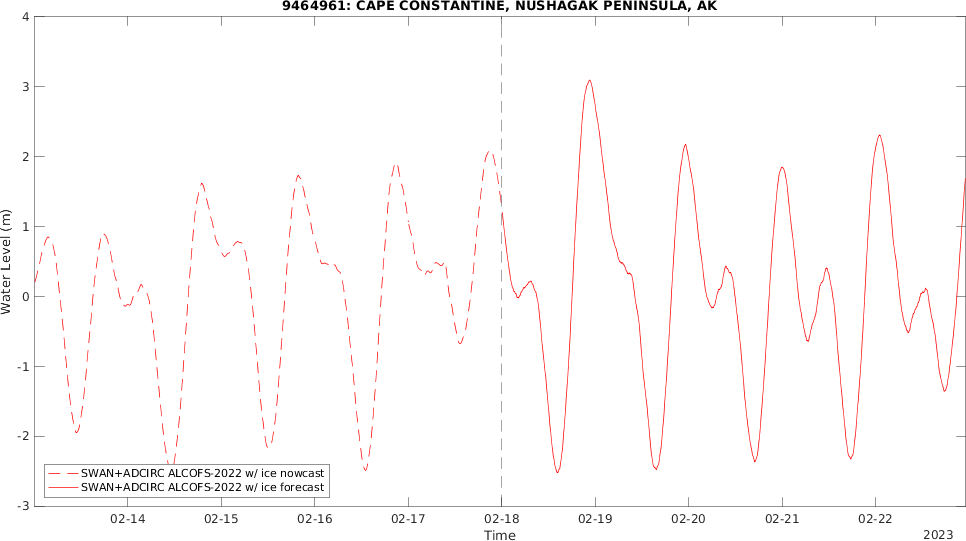 9464961: CAPE CONSTANTINE, NUSHAGAK PENINSULA, AK
4
3
2
1
0
-1
-2
-3
Water Level (m)
SWAN+ADCIRC ALCOFS-2022 w/ ice nowcast
SWAN+ADCIRC ALCOFS-2022 w/ ice forecast
02-14 02-15 02-16 02-17 02-18 02-19 02-20 02-21 02-22
Time
2023